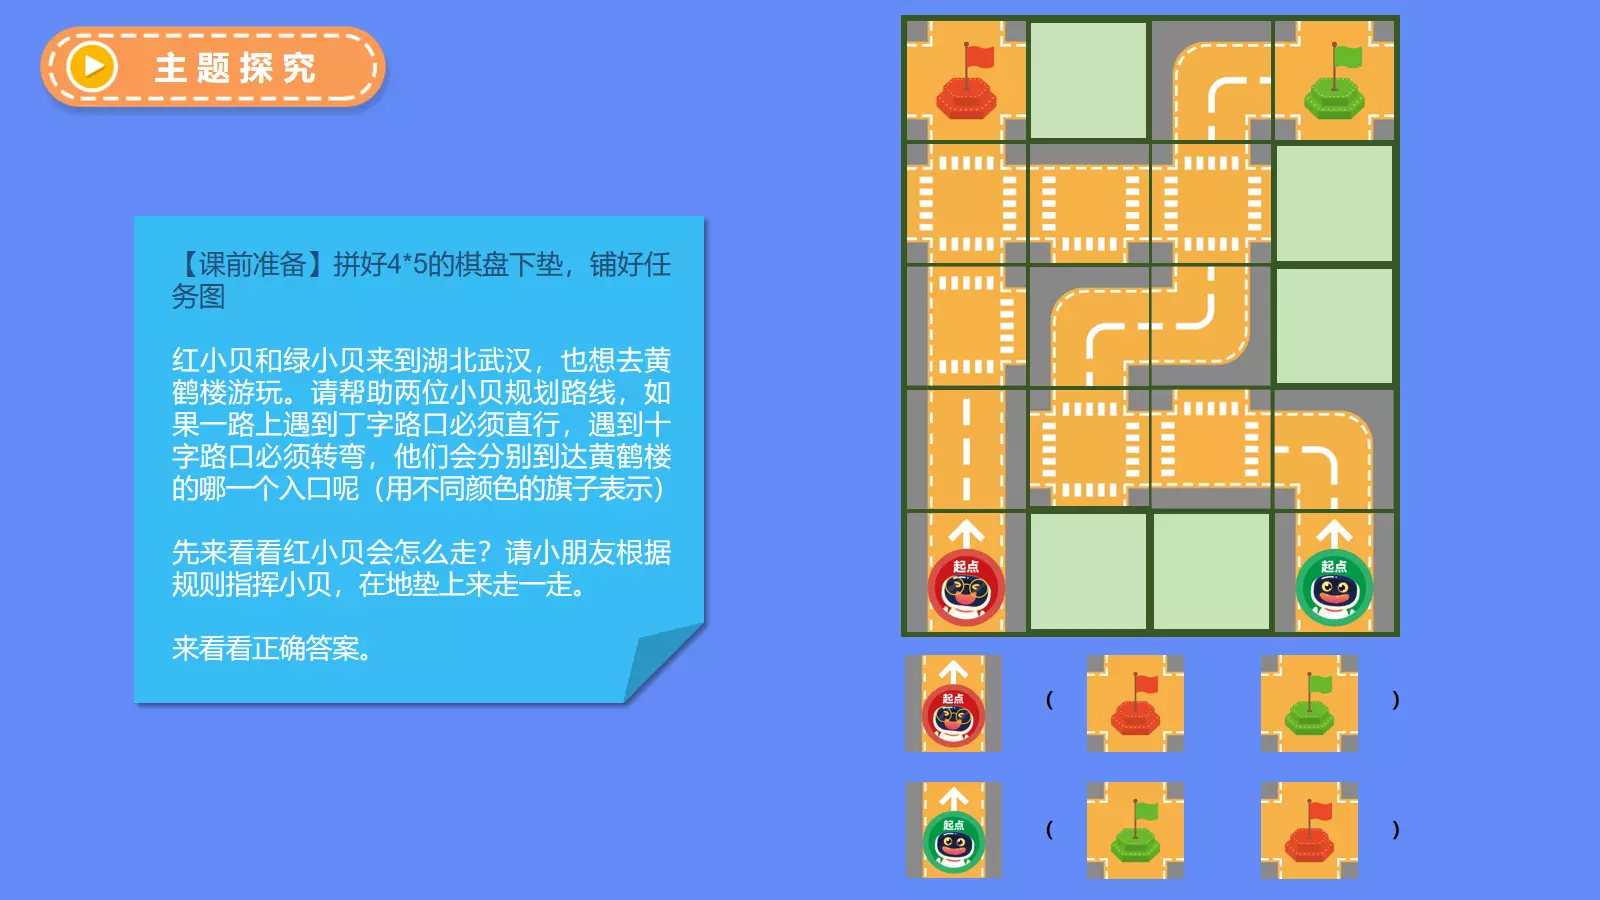 主题探究
【课前准备】拼好4*5的棋盘下垫，铺好任
务图
红小贝和绿小贝来到湖北武汉，也想去黄
鹤楼游玩。请帮助两位小贝规划路线，如
果一路上遇到丁字路口必须直行，遇到十
字路口必须转弯，他们会分别到达黄鹤楼
的哪一个入口呢（用不同颜色的旗子表示）
先来看看红小贝会怎么走？请小朋友根据
规则指挥小贝，在地垫上来走一走。
来看看正确答案。
起点
起点
起点
( )
起点
( )